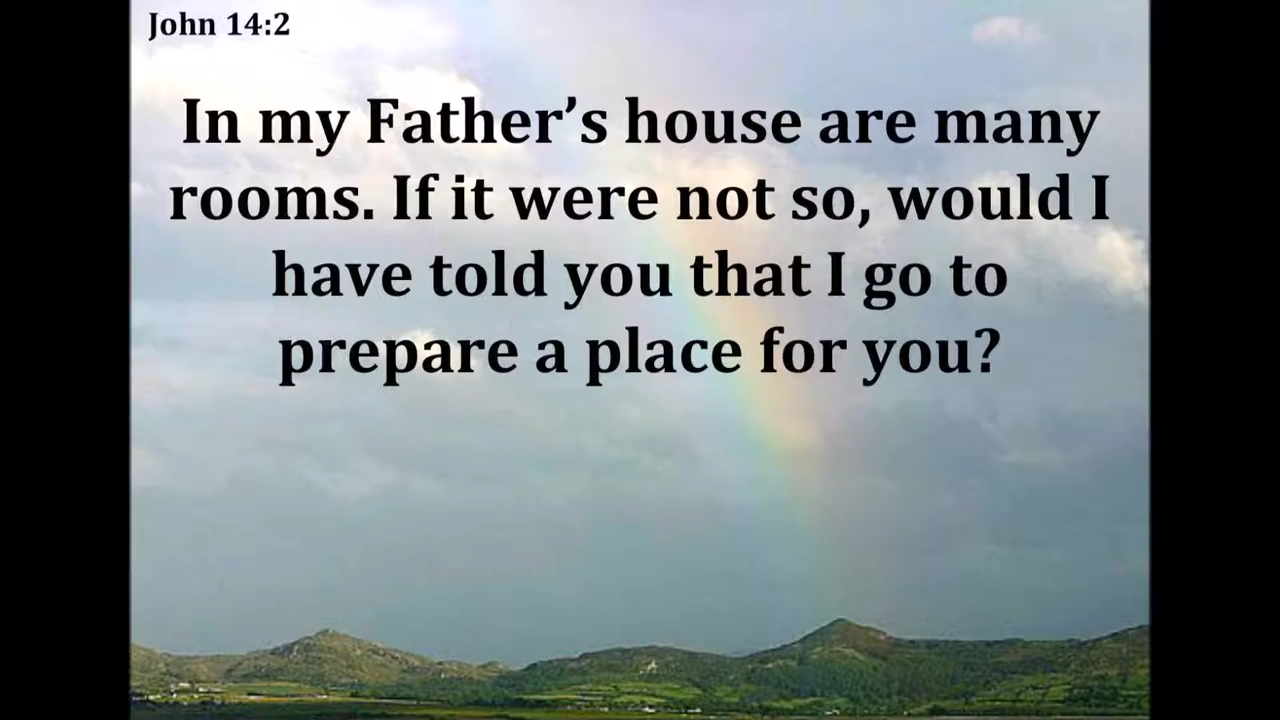 John 14:2
In my Father’s house are many
rooms. If it were not so, would I
have told you that I go to
prepare a place for you?